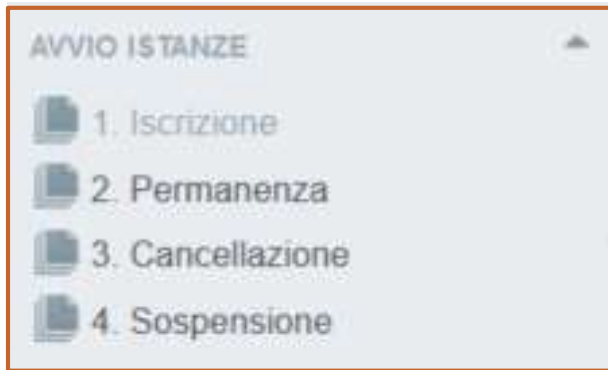 AVVIO ISTANZE
1. Iscrizione
2. Permanenza
3. Cancellazione
4. Sospensione